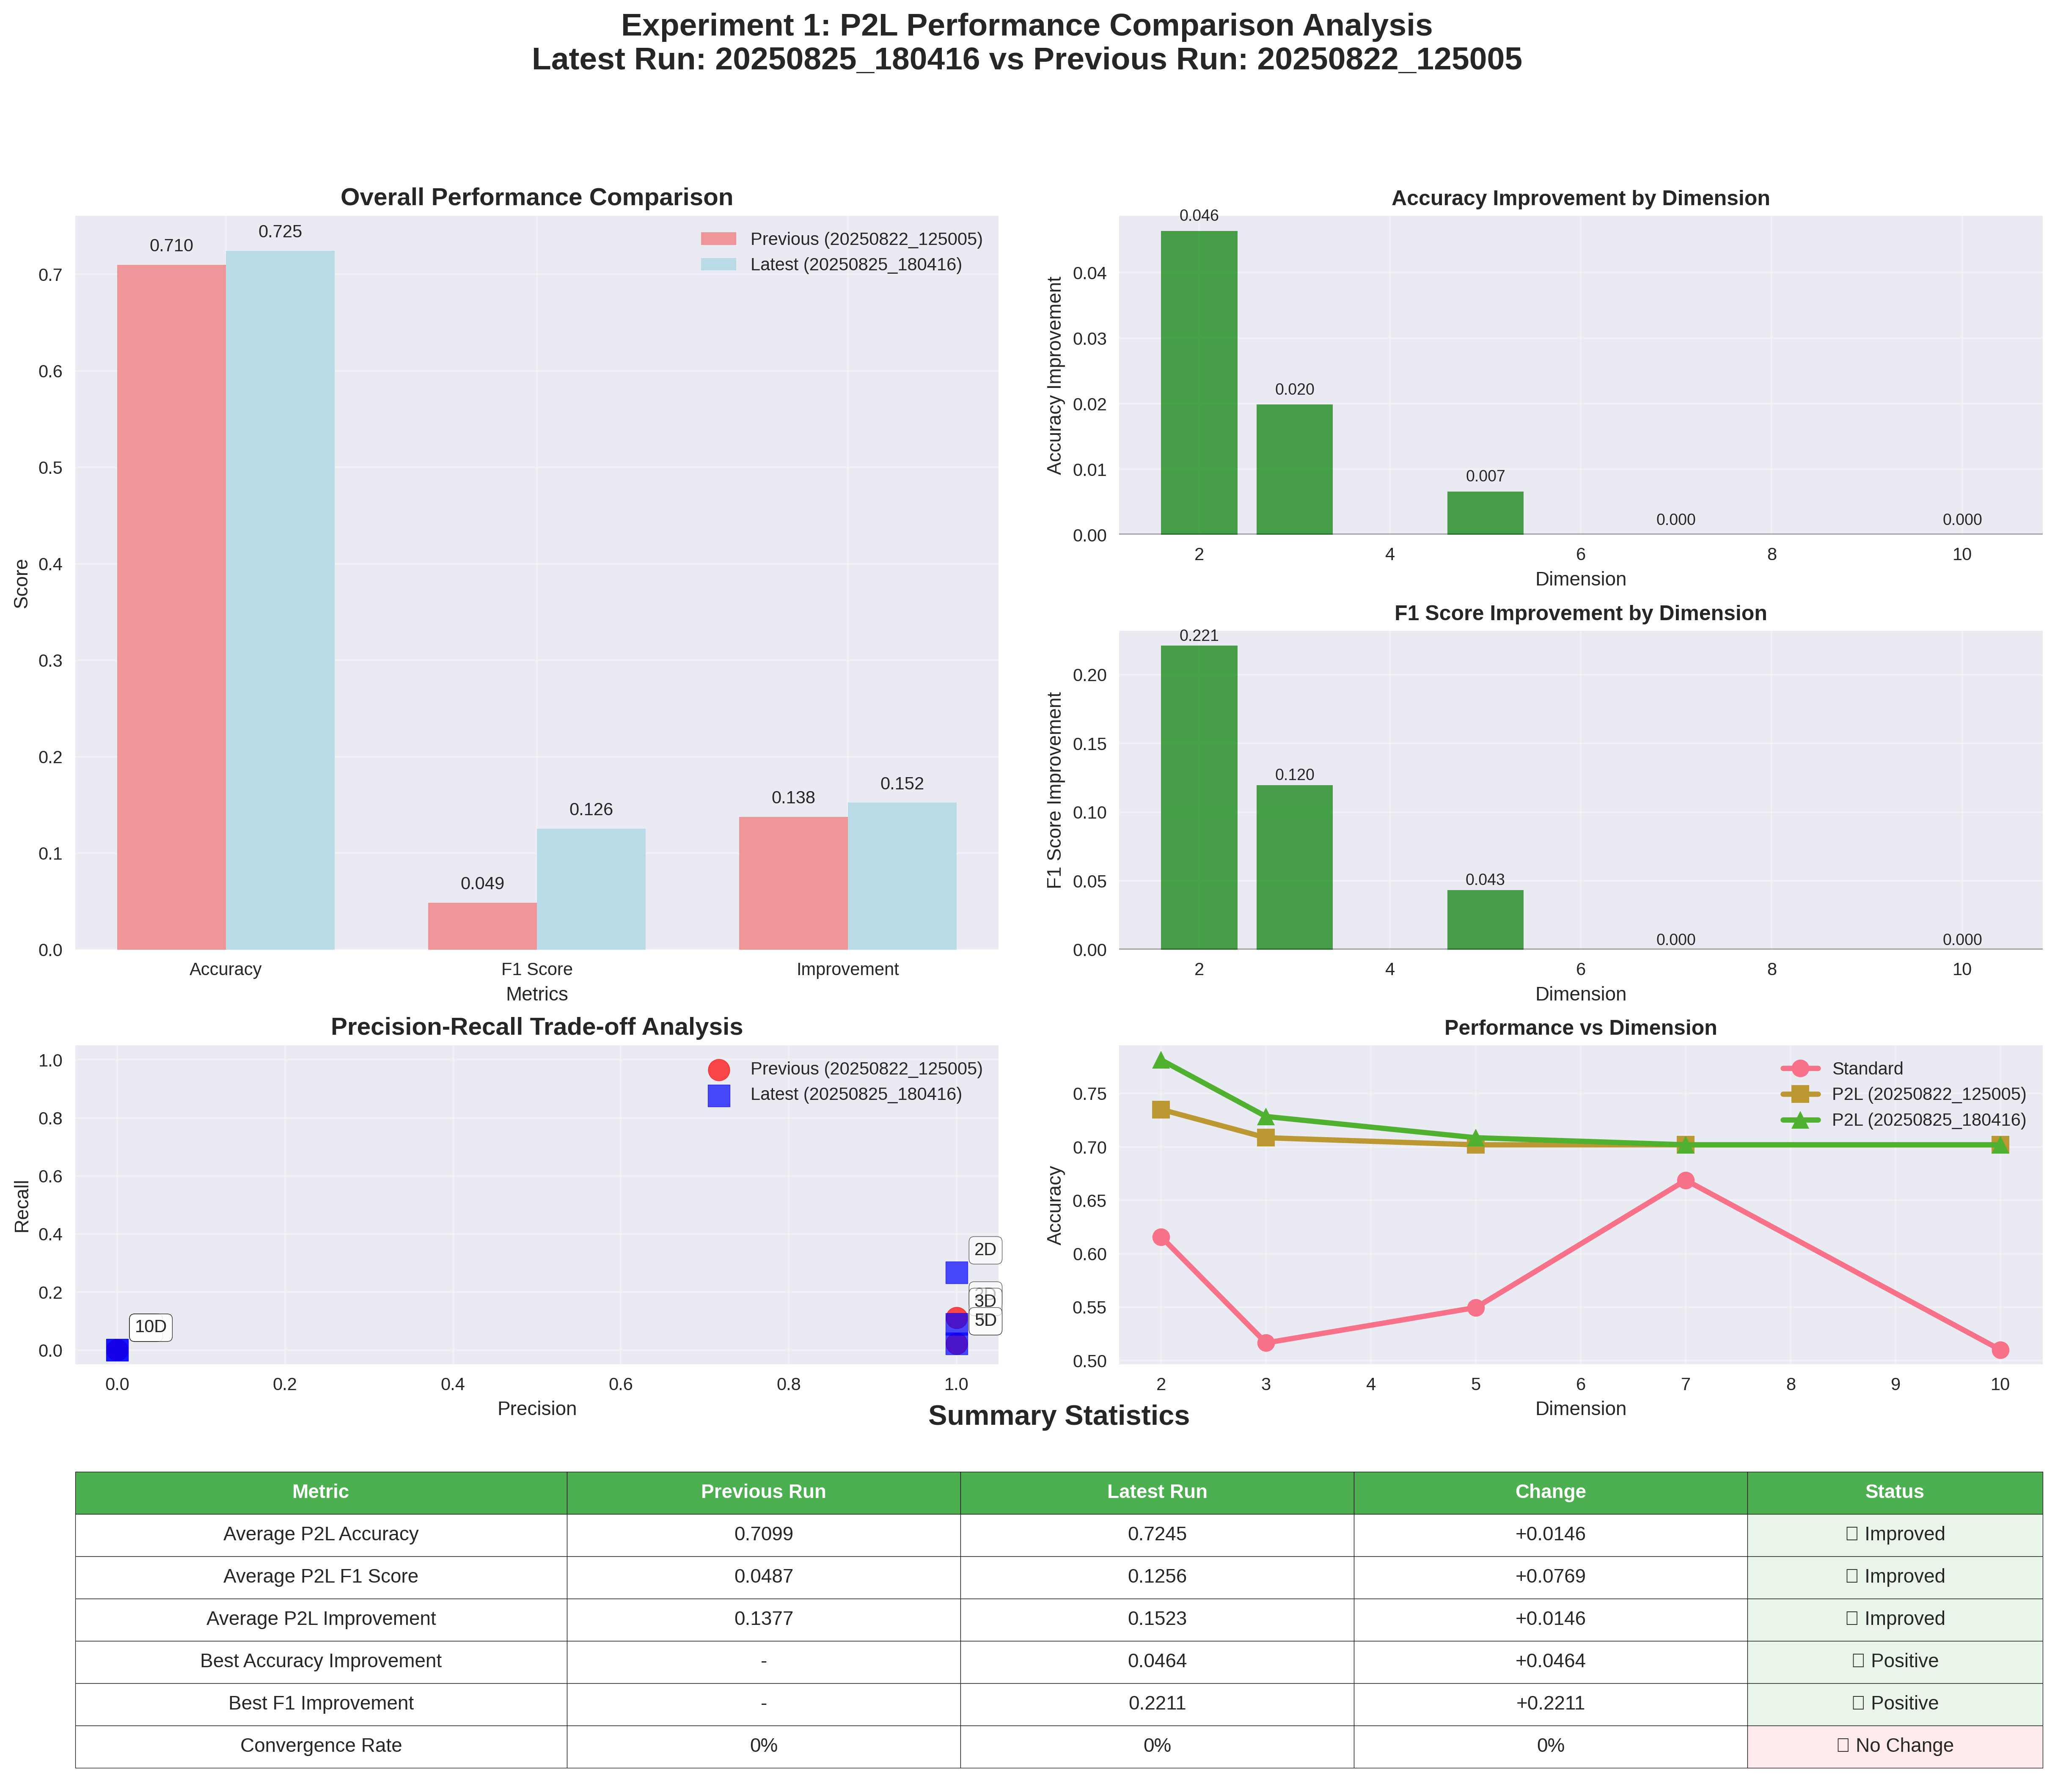 Experiment 1: P2L Performance Comparison Analysis
Latest Run: 20250825_180416 vs Previous Run: 20250822_125005
Overall Performance Comparison
Previous (20250822_125005)
Latest (20250825_180416)
0.710
0.725
0.049
0.126
0.138
0.152
0.7
0.6
0.5
0.4
0.3
0.2
0.1
0.0
Score
Accuracy
F1 Score
Improvement
Metrics
Accuracy Improvement by Dimension
0.046
0.020
0.007
0.000
0.000
0.04
0.03
0.02
0.01
0.00
Accuracy Improvement
2
4
6
8
10
Dimension
F1 Score Improvement by Dimension
0.221
0.120
0.043
0.000
0.000
0.20
0.15
0.10
0.05
0.00
F1 Score Improvement
2
4
6
8
10
Dimension
Precision-Recall Trade-off Analysis
Previous (20250822_125005)
Latest (20250825_180416)
1.0
0.8
0.6
0.4
0.2
0.0
Recall
2D
3D
5D
10D
0.0
0.2
0.4
0.6
0.8
1.0
Precision
Performance vs Dimension
Standard
P2L (20250822_125005)
P2L (20250825_180416)
0.75
0.70
0.65
0.60
0.55
0.50
Accuracy
2
3
4
5
6
7
8
9
10
Dimension
Summary Statistics
Metric Previous Run Latest Run Change Status
Average P2L Accuracy 0.7099 0.7245 +0.0146 Improved
Average P2L F1 Score 0.0487 0.1256 +0.0769 Improved
Average P2L Improvement 0.1377 0.1523 +0.0146 Improved
Best Accuracy Improvement - 0.0464 +0.0464 Positive
Best F1 Improvement - 0.2211 +0.2211 Positive
Convergence Rate 0% 0% 0% No Change